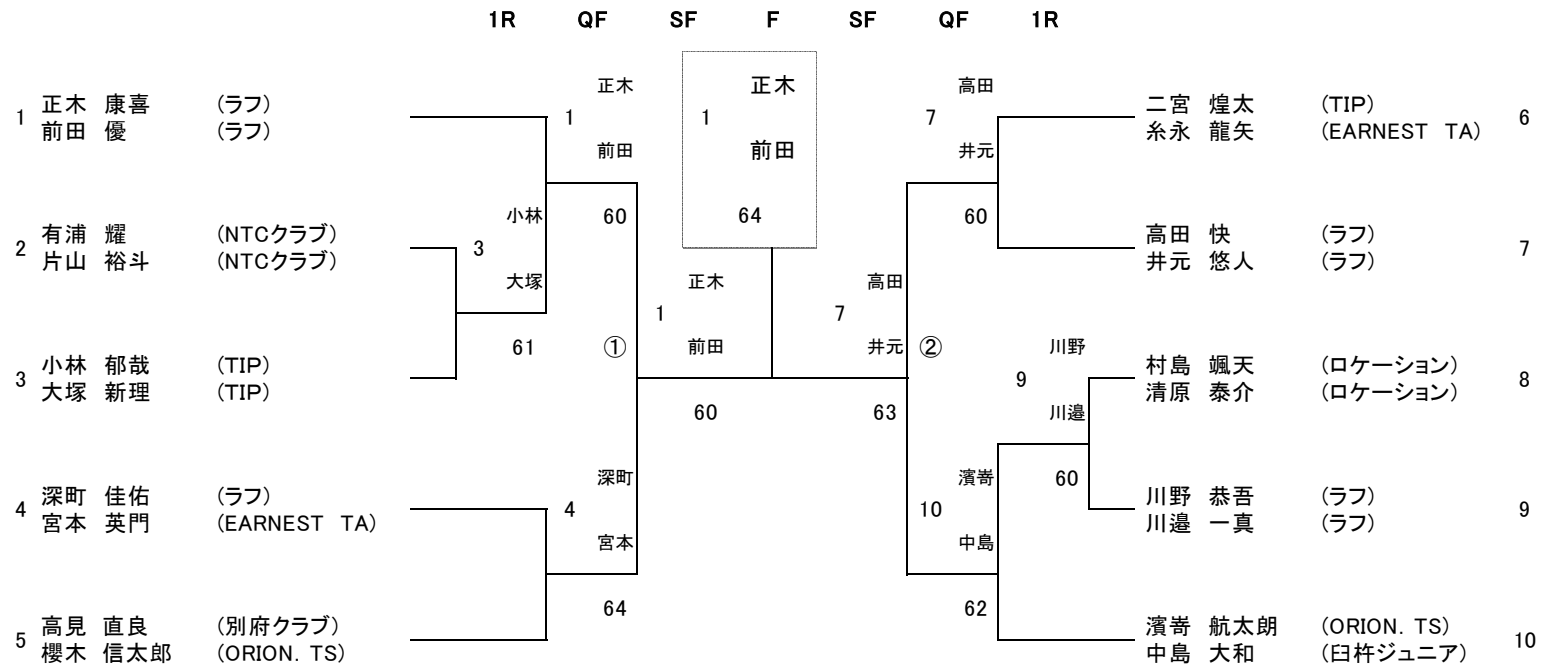 1R QF SF F SF QF 1R
正木 正木 高田
1 正木 康喜 (ラフ) 二宮 煌太 (TIP) 6
前田 優 (ラフ) 糸永 龍矢 (EARNEST TA)
1 1 7
前田 前田 井元
小林 60 64 60
2 有浦 耀 (NTCクラブ) 高田 快 (ラフ) 7
片山 裕斗 (NTCクラブ) 井元 悠人 (ラフ)
3
大塚 正木 高田
1 7
61 ① 前田 井元 ② 川野
3 小林 郁哉 (TIP) 村島 颯天 (ロケーション) 8
大塚 新理 (TIP) 清原 泰介 (ロケーション)
9
60 63 川邉
深町 濱嵜 60
4 深町 佳佑 (ラフ) 川野 恭吾 (ラフ) 9
宮本 英門 (EARNEST TA) 川邉 一真 (ラフ)
4 10
宮本 中島
64 62
5 高見 直良 (別府クラブ) 濱嵜 航太朗 (ORION. TS) 10
櫻木 信太郎 (ORION. TS) 中島 大和 (臼杵ジュニア)